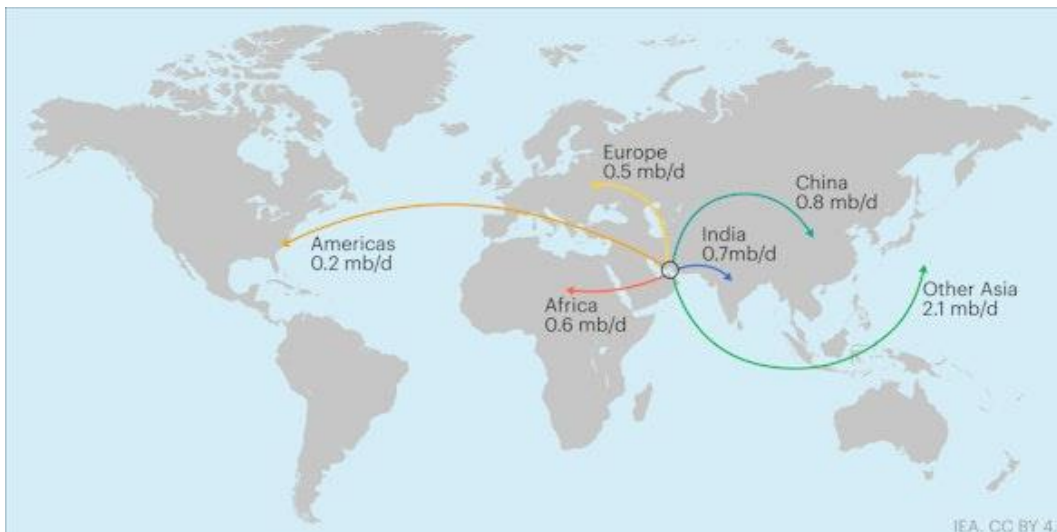 Europe
0.5 mb/d
China
0.8 mb/d
India
0.7mb/d
Americas
0.2 mb/d
Africa
0.6 mb/d
Other Asia
2.1 mb/d
IEA. CC BY 4.